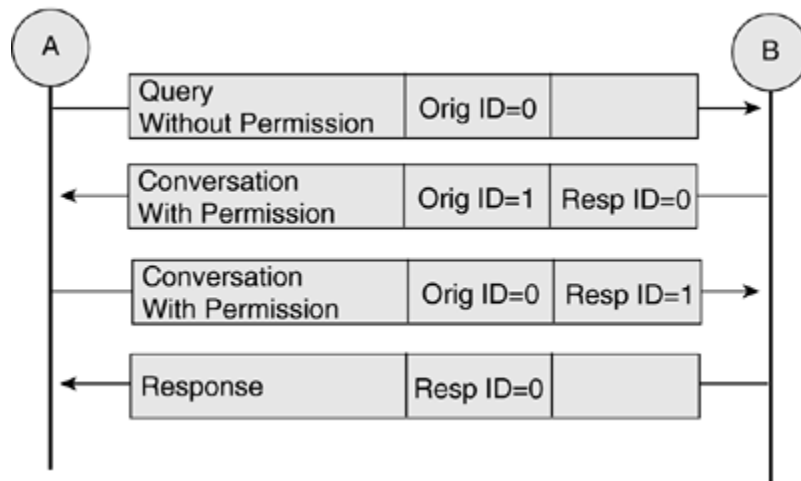 A
B
Query
Without Permission
Orig ID=0
Conversation
With Permission
Orig ID=1
Resp ID=0
Conversation
With Permission
Orig ID=0
Resp ID=1
Response
Resp ID=0